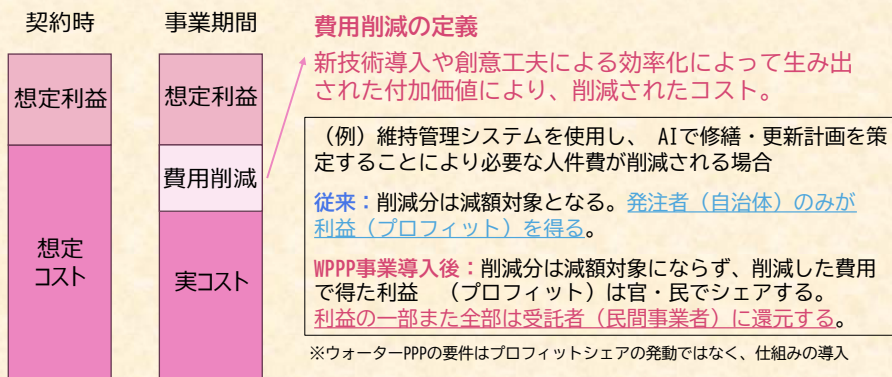 契約時
事業期間
想定利益
想定
コスト
想定利益
費用削減
実コスト
費用削減の定義
新技術導入や創意工夫による効率化によって生み出
された付加価値により、削減されたコスト。
（例）維持管理システムを使用し、 AIで修繕・更新計画を策
定することにより必要な人件費が削減される場合
従来：削減分は減額対象となる。発注者（自治体）のみが
利益（プロフィット）を得る。
WPPP事業導入後：削減分は減額対象にならず、削減した費用
で得た利益　（プロフィット）は官・民でシェアする。
利益の一部また全部は受託者（民間事業者）に還元する。
※ウォーターPPPの要件はプロフィットシェアの発動ではなく、仕組みの導入